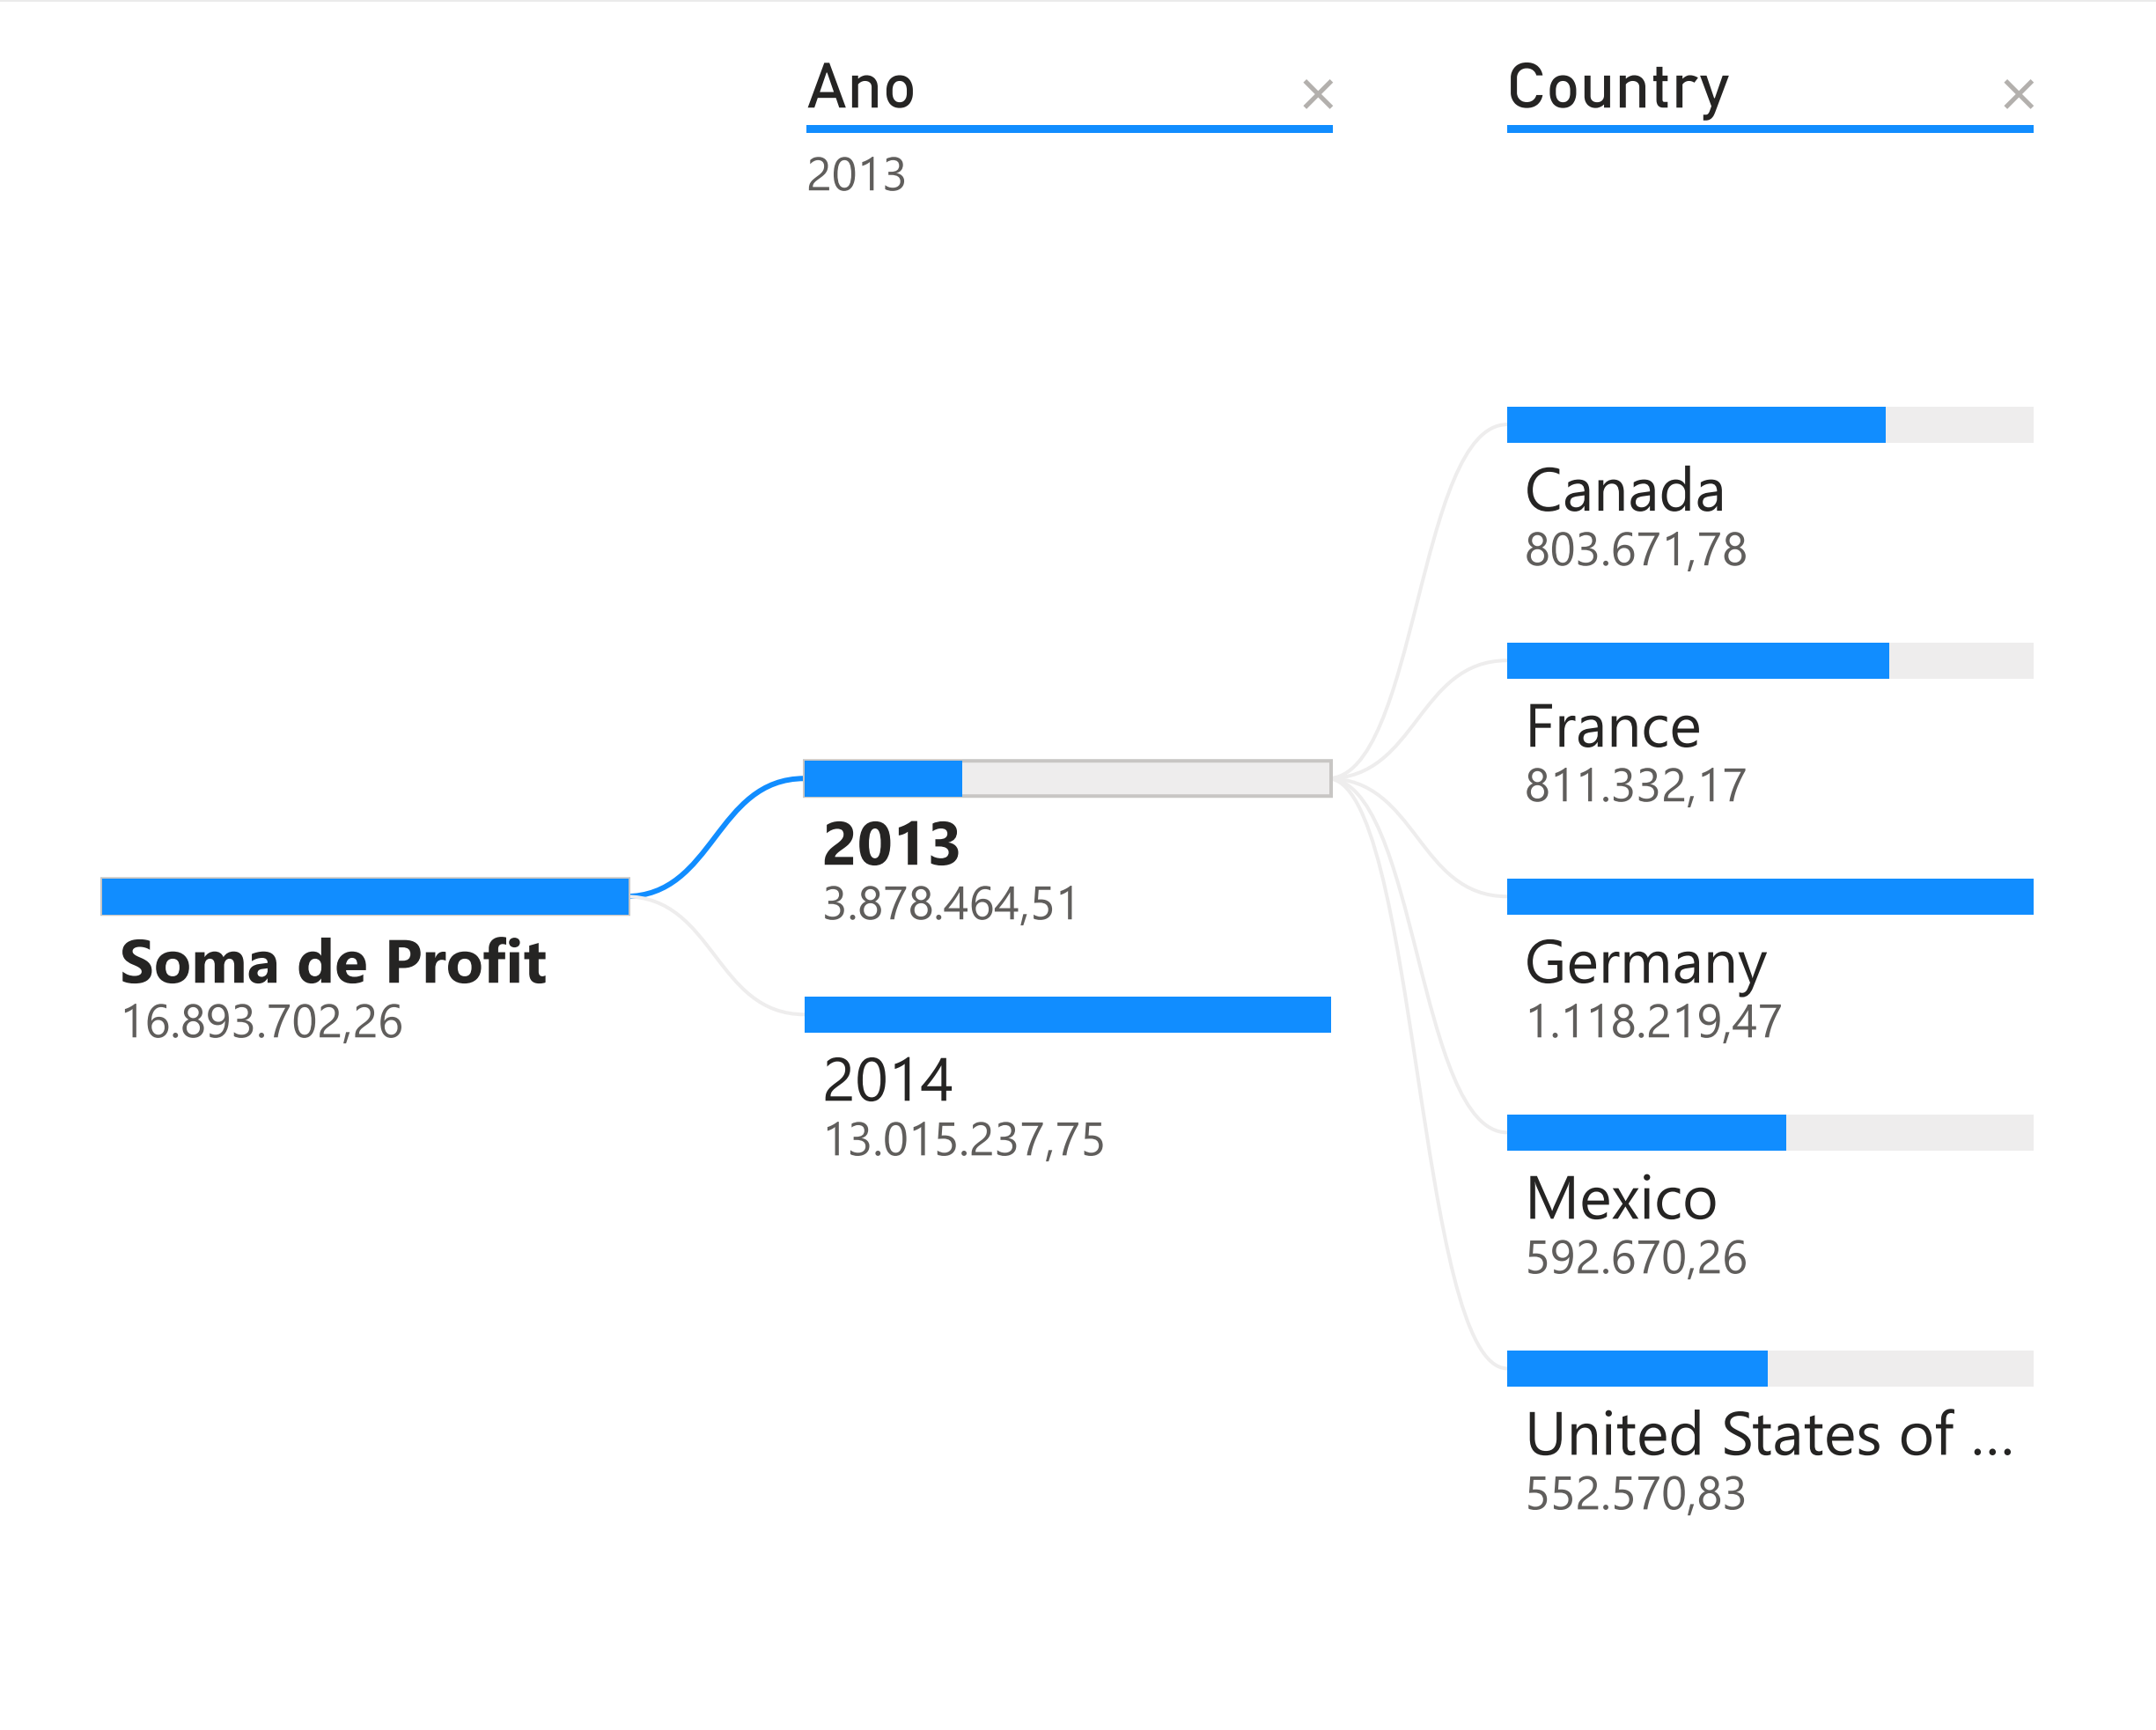 Ano
2013
Country
Soma de Profit
16.893.702,26
2013
3.878.464,51
2014
13.015.237,75
Canada
803.671,78
France
811.332,17
Germany
1.118.219,47
Mexico
592.670,26
United States of ...
552.570,83